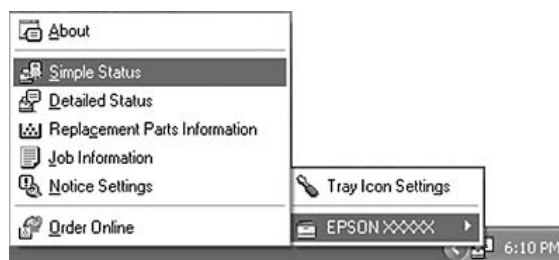 About
Simple Status
Detailed Status
Replacement Parts Information
Job Information
Notice Settings
Order Online
Tray Icon Settings
EPSON XXXXX
6:10 PM